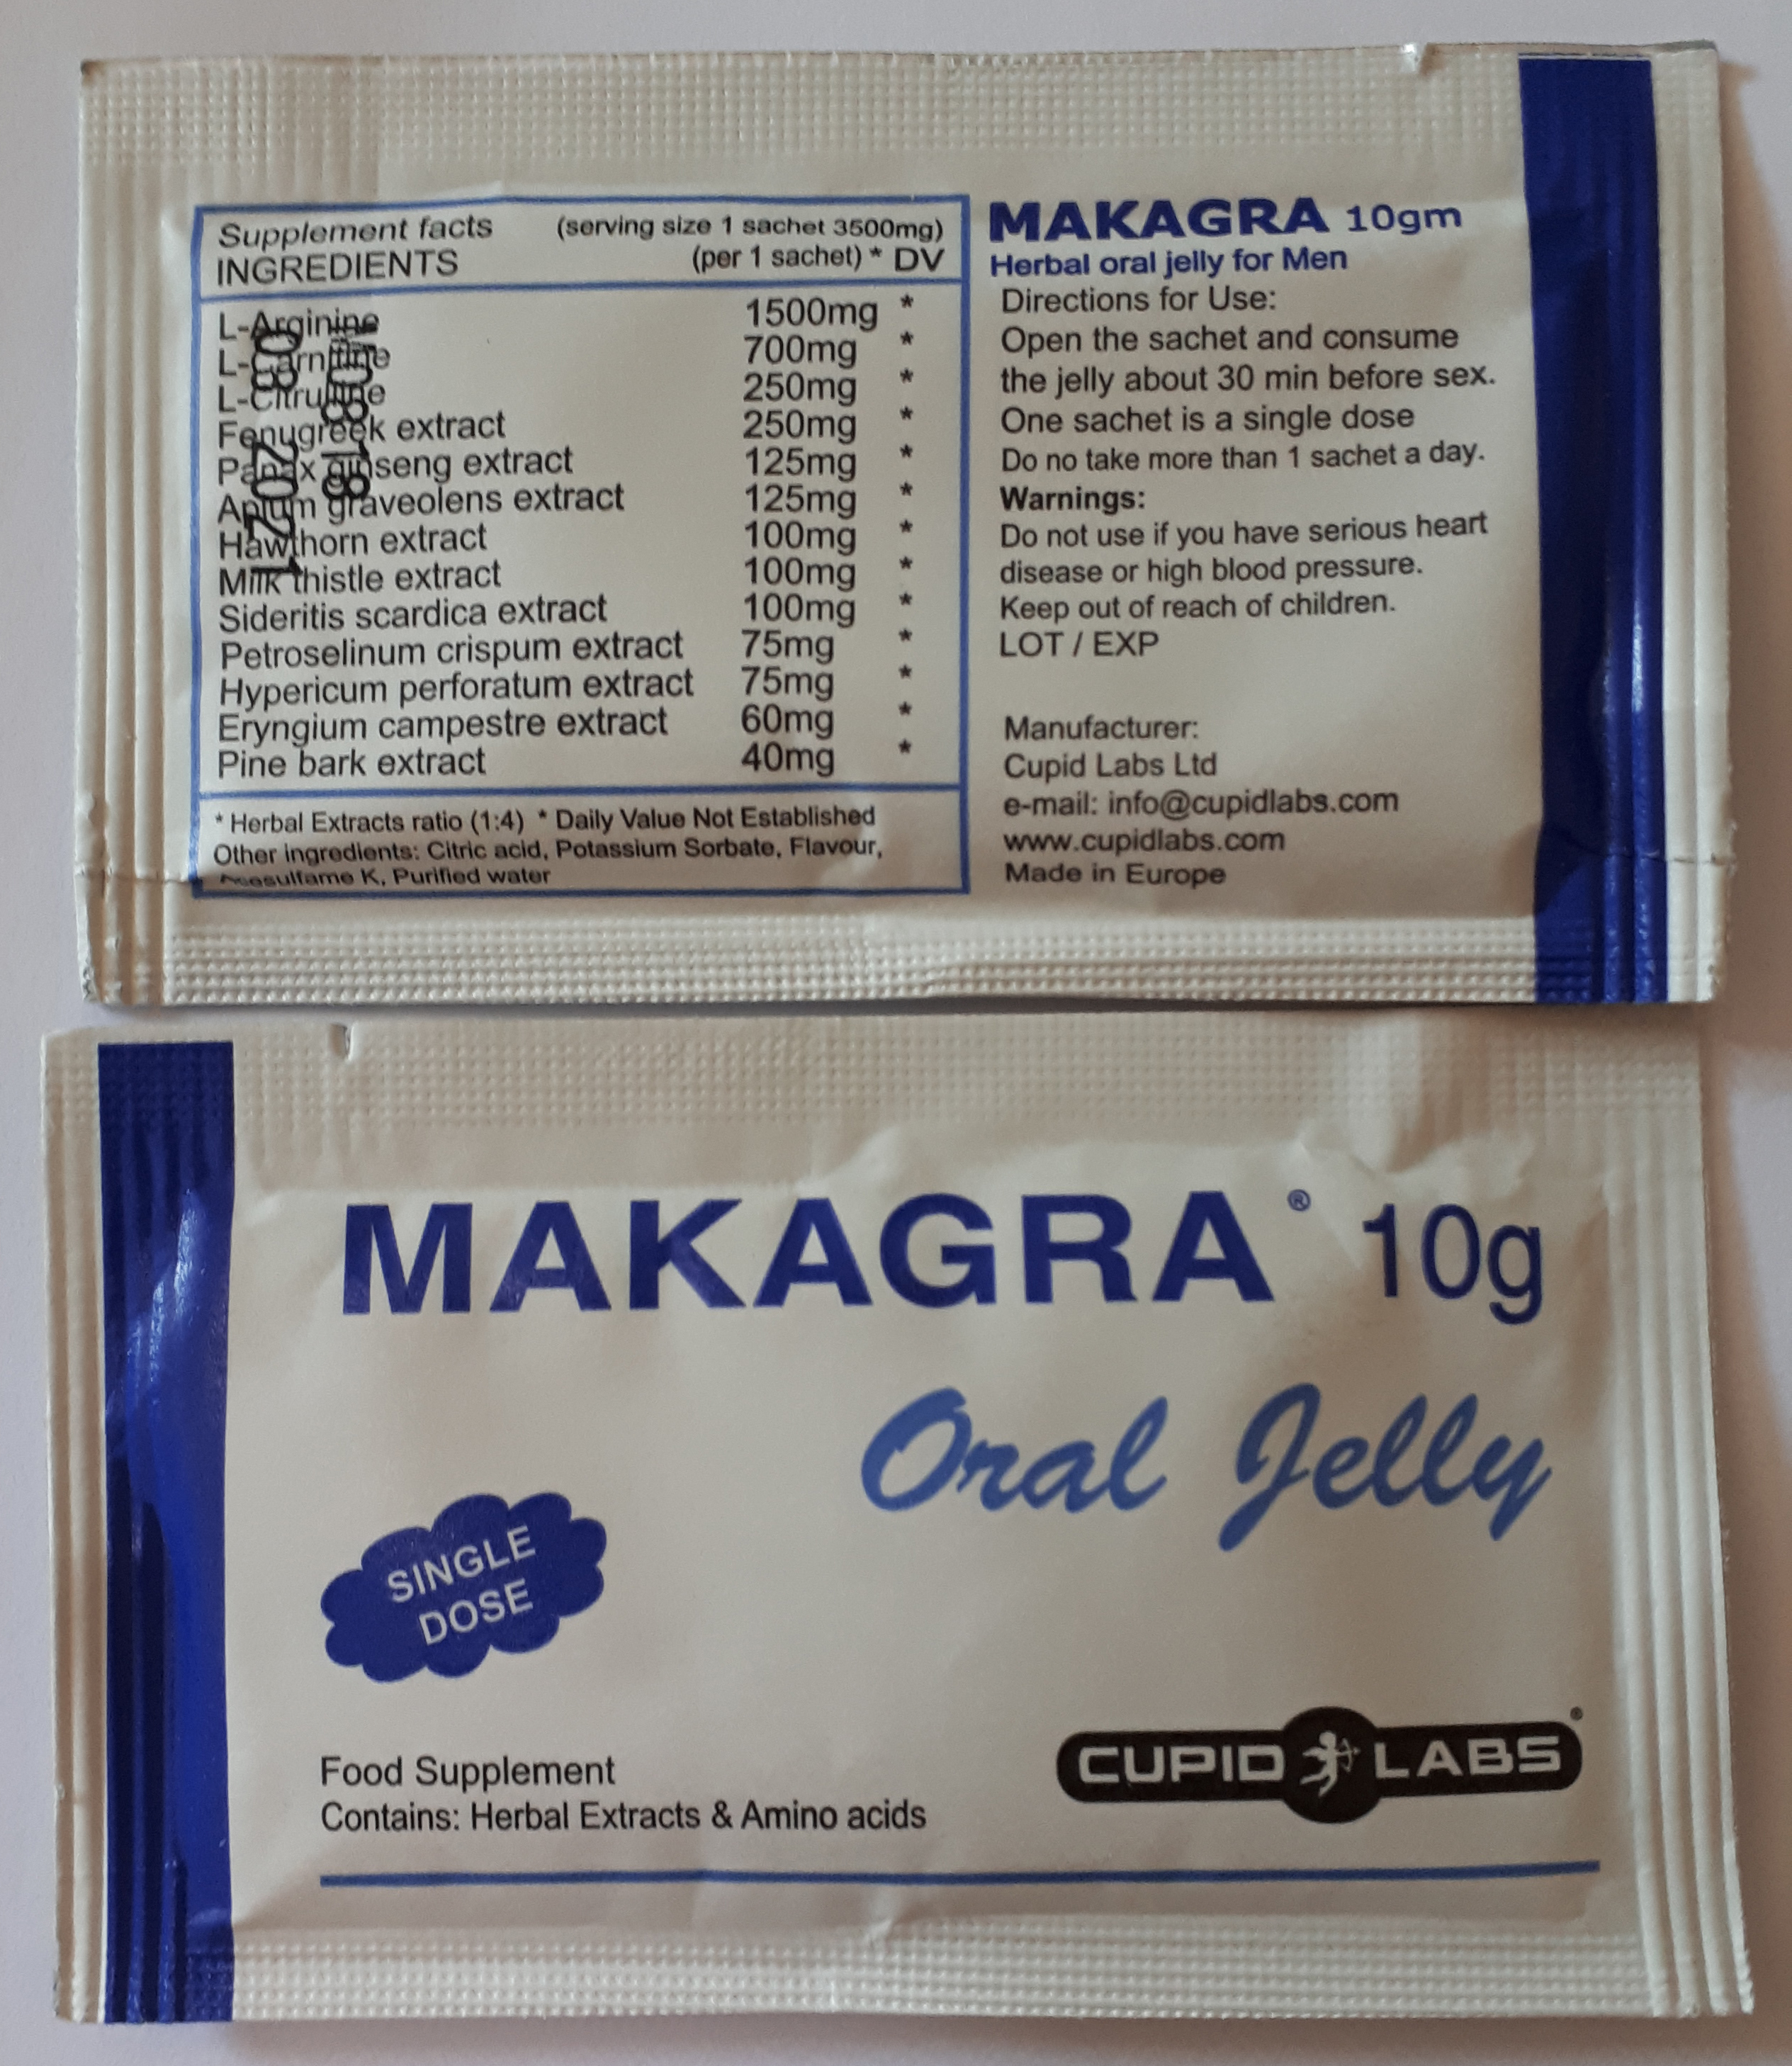 Supplement facts (serving size 1 sachet 3500mg)
INGREDIENTS (per 1 sachet) * DV
L-Arginine 1500mg *
L-Carnitine 700mg *
L-Citrulline 250mg *
Fenugreek extract 250mg *
Panax ginseng extract 125mg *
Apium graveolens extract 125mg *
Hawthorn extract 100mg *
Milk thistle extract 100mg *
Sideritis scardica extract 100mg *
Petroselinum crispum extract 75mg *
Hypericum perforatum extract 75mg *
Eryngium campestre extract 60mg *
Pine bark extract 40mg *
* Herbal Extracts ratio (1:4) * Daily Value Not Established
Other ingredients: Citric acid, Potassium Sorbate, Flavour,
Acesulfame K, Purified water
MAKAGRA 10gm
Herbal oral jelly for Men
Directions for Use:
Open the sachet and consume
the jelly about 30 min before sex.
One sachet is a single dose
Do no take more than 1 sachet a day.
Warnings:
Do not use if you have serious heart
disease or high blood pressure.
Keep out of reach of children.
LOT / EXP
Manufacturer:
Cupid Labs Ltd
e-mail: info@cupidlabs.com
www.cupidlabs.com
Made in Europe
MAKAGRA® 10g
Oral Jelly
SINGLE
DOSE
Food Supplement
Contains: Herbal Extracts & Amino acids
CUPID LABS®